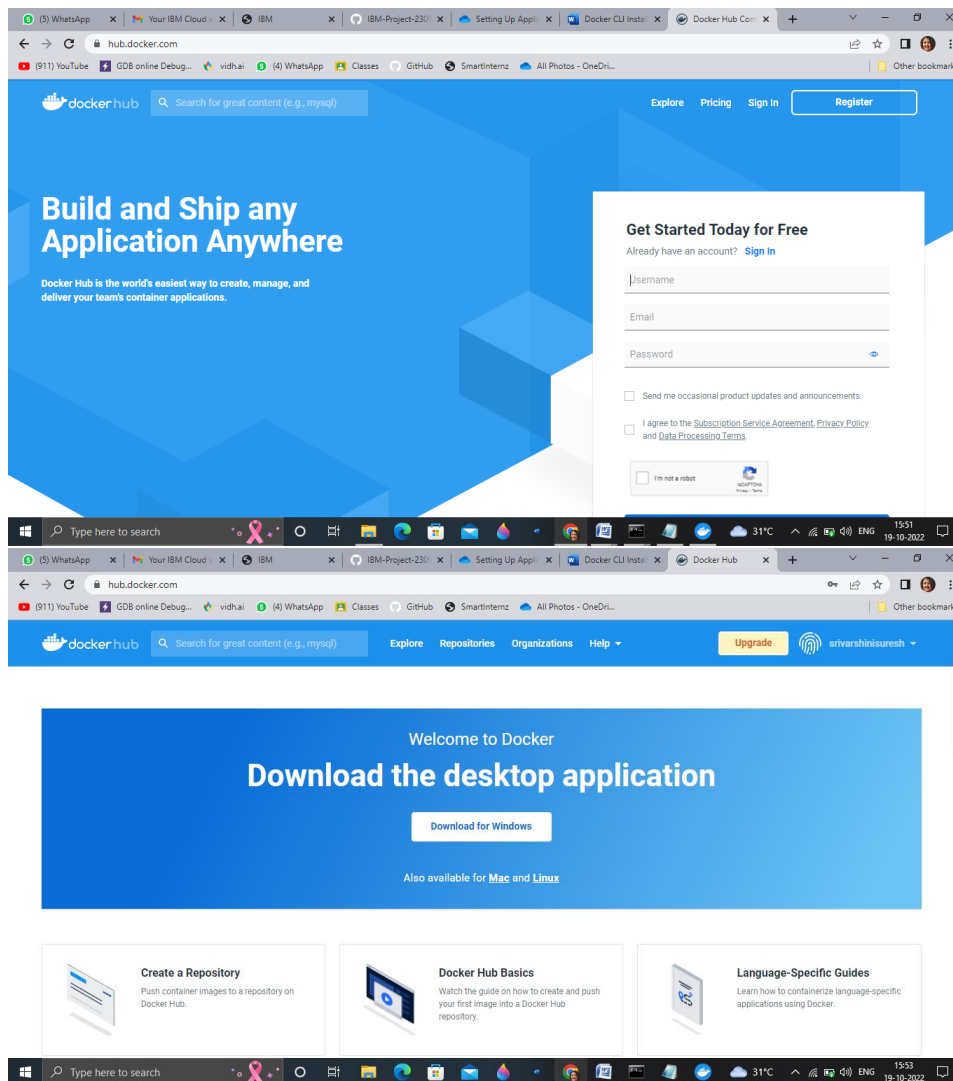 (5) WhatsApp
Your IBM Cloud
IBM
IBM-Project-230
Setting Up Appli
Docker CLI Instal
Docker Hub Con
hub.docker.com
(911) YouTube
GDB online Debug...
vidh.ai
(4) WhatsApp
Classes
GitHub
SmartInternz
All Photos - OneDri...
Other bookmark
docker hub
Search for great content (e.g., mysql)
Explore
Pricing
Sign In
Register
Build and Ship any
Application Anywhere
Docker Hub is the world's easiest way to create, manage, and
deliver your team's container applications.
Get Started Today for Free
Already have an account? Sign In
Username
Email
Password
Send me occasional product updates and announcements.
I agree to the Subscription Service Agreement, Privacy Policy
and Data Processing Terms.
I'm not a robot
reCAPTCHA
Privacy - Terms
Type here to search
31°C
ENG
15:51
19-10-2022
(5) WhatsApp
Your IBM Cloud
IBM
IBM-Project-230
Setting Up Appli
Docker CLI Instal
Docker Hub
hub.docker.com
(911) YouTube
GDB online Debug...
vidh.ai
(4) WhatsApp
Classes
GitHub
SmartInternz
All Photos - OneDri...
Other bookmark
docker hub
Search for great content (e.g., mysql)
Explore
Repositories
Organizations
Help
Upgrade
srivarshinisuresh
Welcome to Docker
Download the desktop application
Download for Windows
Also available for Mac and Linux
Create a Repository
Push container images to a repository on
Docker Hub.
Docker Hub Basics
Watch the guide on how to create and push
your first image into a Docker Hub
repository.
Language-Specific Guides
Learn how to containerize language-specific
applications using Docker.
Type here to search
31°C
ENG
15:53
19-10-2022